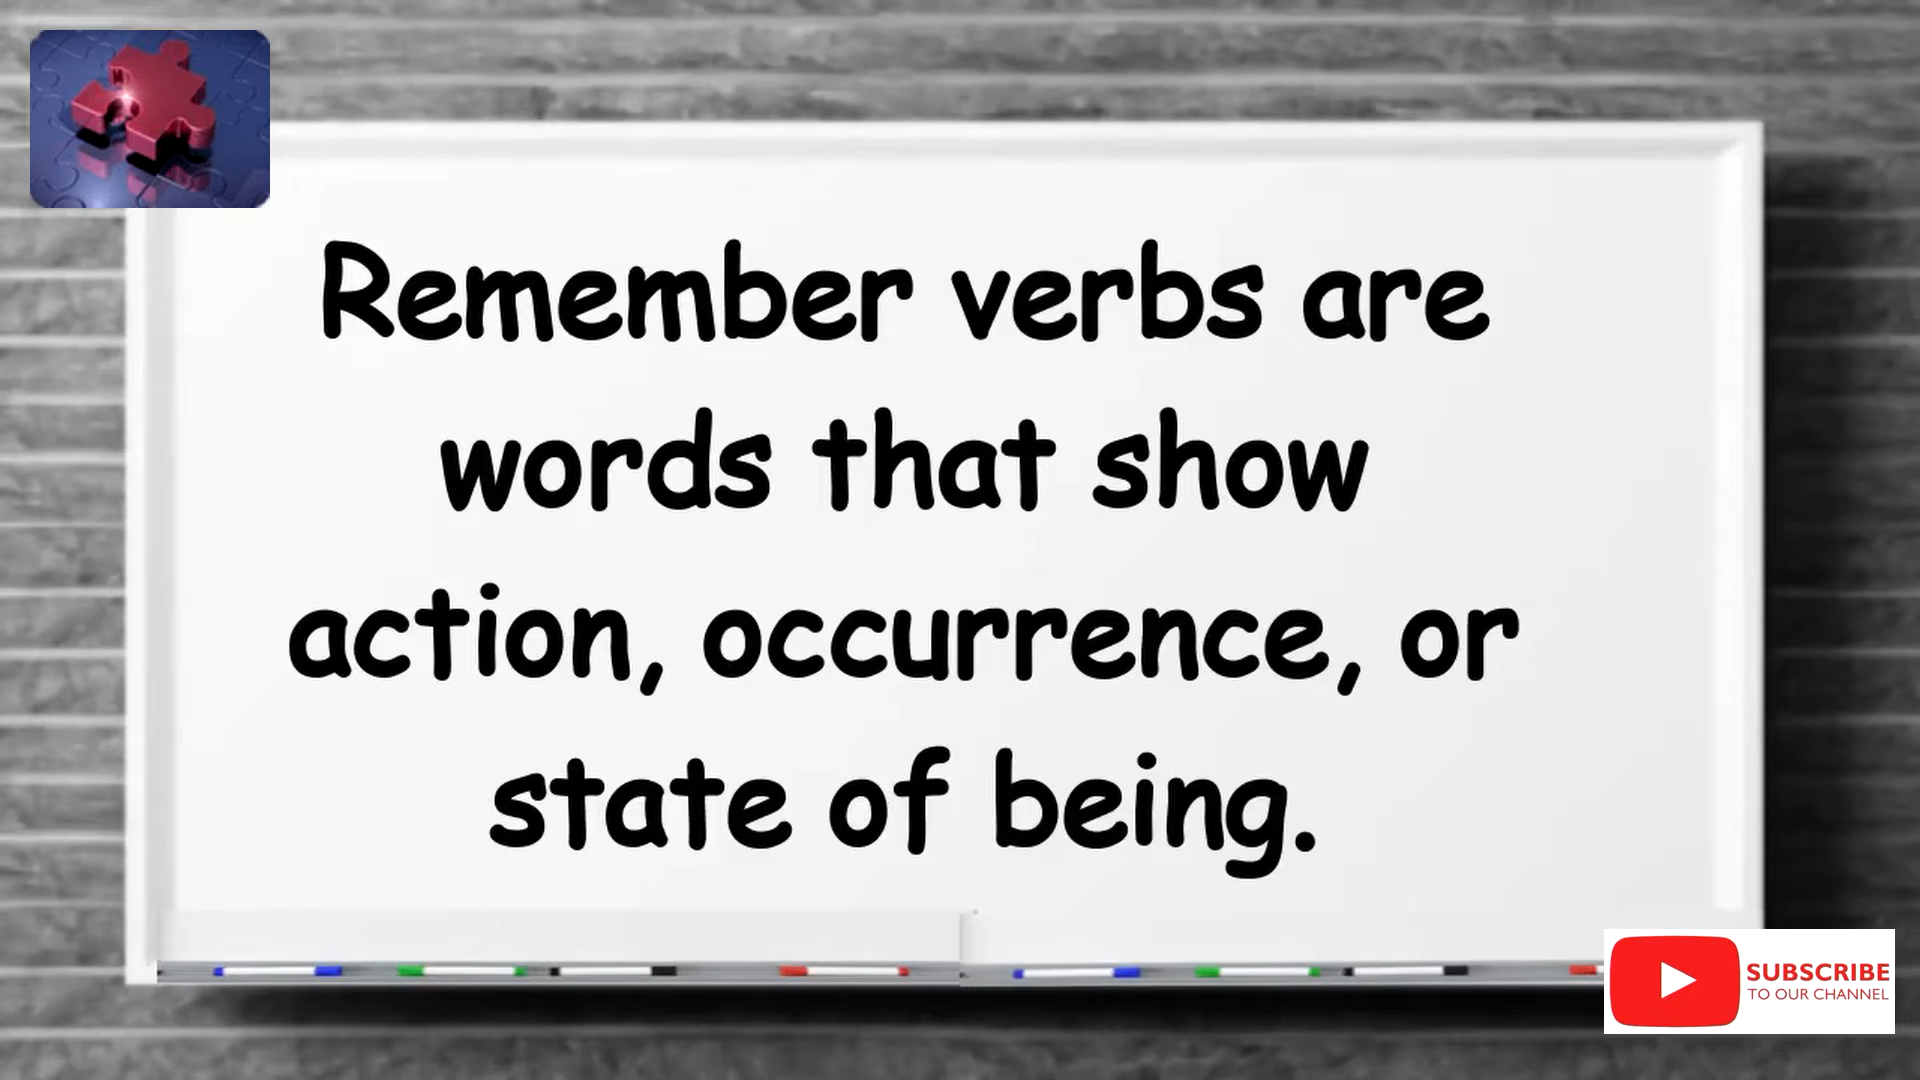 Remember verbs are
words that show
action, occurrence, or
state of being.
SUBSCRIBE
TO OUR CHANNEL